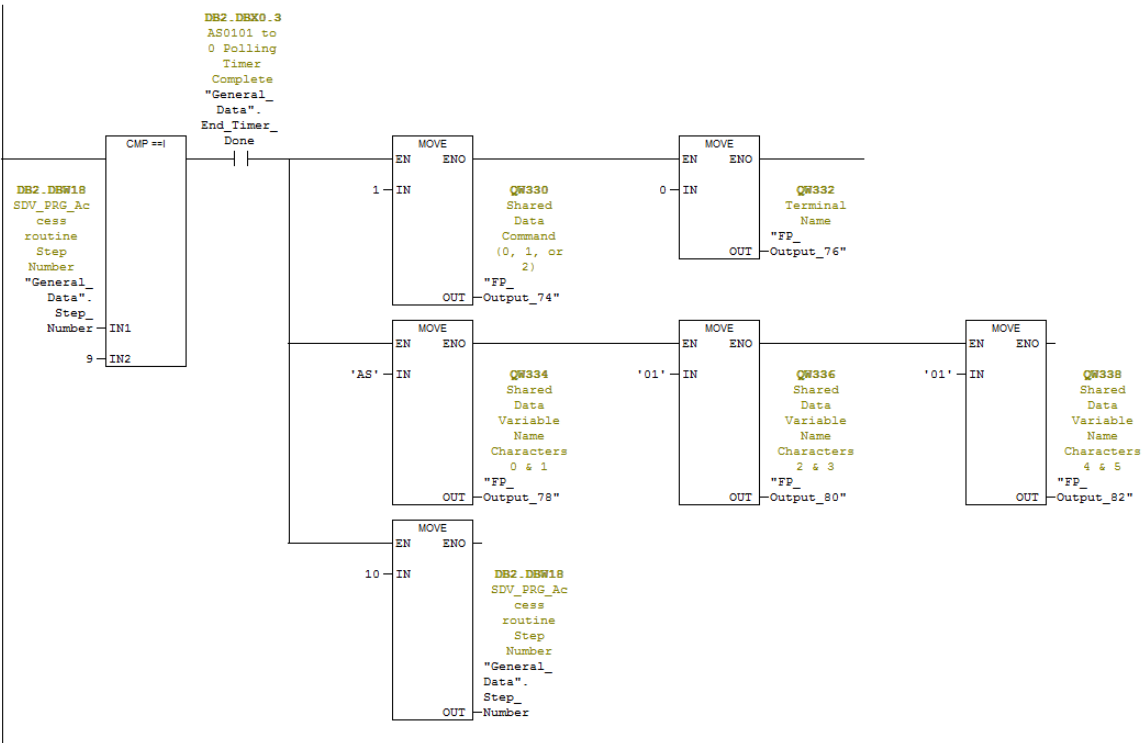 DB2.DBX0.3
AS0101 to
0 Polling
Timer
Complete
"General_
Data".
End_Timer_
Done
CMP ==I
DB2.DBW18
SDV_PRG_Ac
cess
routine
Step
Number
"General_
Data".
Step_
Number
IN1
9
IN2
MOVE
EN
ENO
1
IN
QW330
Shared
Data
Command
(0, 1, or
2)
"FP_
OUT
Output_74"
MOVE
EN
ENO
0
IN
QW332
Terminal
Name
"FP_
OUT
Output_76"
MOVE
EN
ENO
'AS'
IN
QW334
Shared
Data
Variable
Name
Characters
0 & 1
"FP_
OUT
Output_78"
MOVE
EN
ENO
'01'
IN
QW336
Shared
Data
Variable
Name
Characters
2 & 3
"FP_
OUT
Output_80"
MOVE
EN
ENO
'01'
IN
QW338
Shared
Data
Variable
Name
Characters
4 & 5
"FP_
OUT
Output_82"
MOVE
EN
ENO
10
IN
DB2.DBW18
SDV_PRG_Ac
cess
routine
Step
Number
"General_
Data".
Step_
OUT
Number